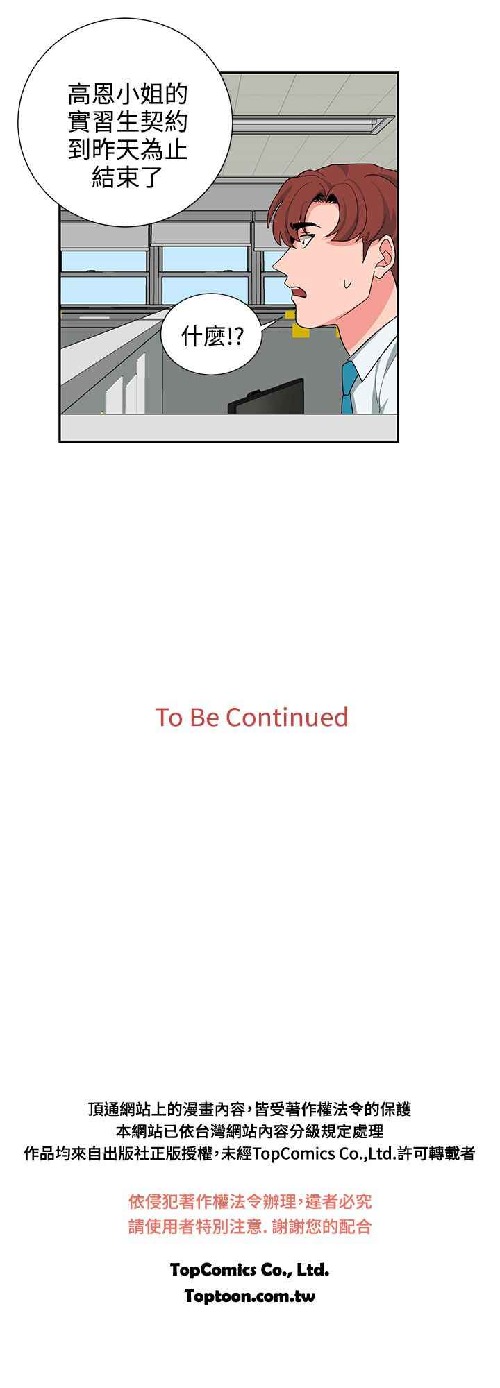 高恩小姐的
實習生契約
到昨天為止
結束了
什麼!?
To Be Continued
頂通網站上的漫畫內容，皆受著作權法令的保護
本網站已依台灣網站內容分級規定處理
作品均來自出版社正版授權，未經TopComics Co.,Ltd.許可轉載者
依侵犯著作權法令辦理，違者必究
請使用者特別注意. 謝謝您的配合
TopComics Co., Ltd.
Toptoon.com.tw